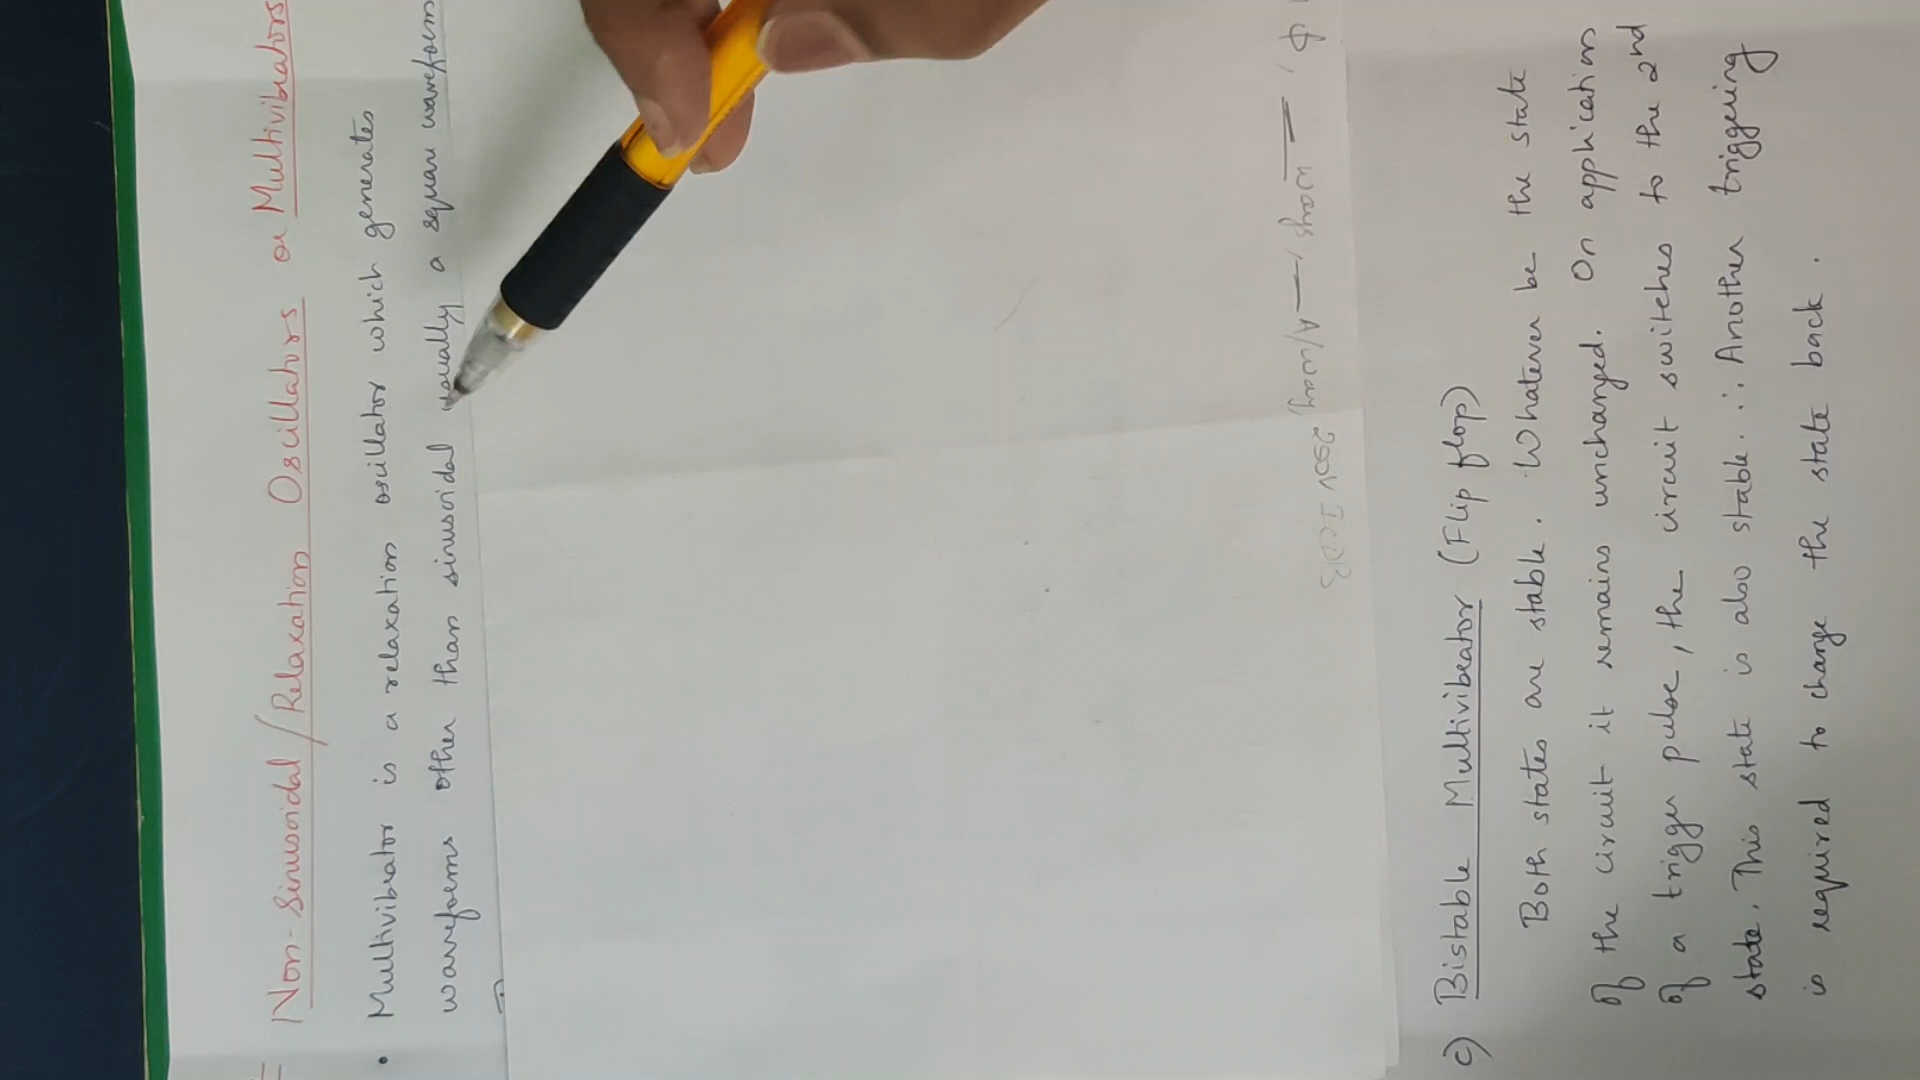 Non-Sinusoidal/Relaxation Oscillators or Multivibrators
• Multivibrator is a relaxation oscillator which generates
waveforms other than sinusoidal usually a square waveform
c) Bistable Multivibrator (Flip flop)
Both states are stable. Whatever be the state
of the circuit it remains unchanged. On application
of a trigger pulse, the circuit switches to the 2nd
state. This state is also stable. ∴ Another triggering
is required to change the state back.